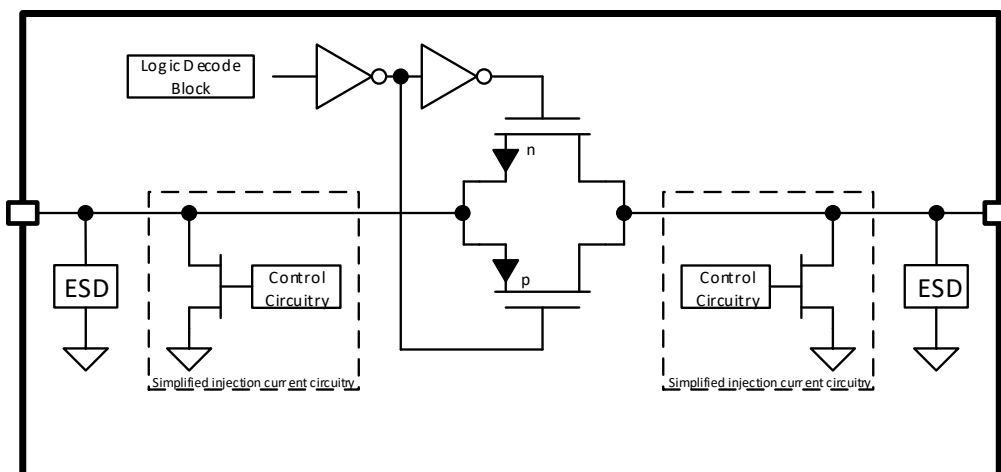 Logic Decode
Block
n
ESD
Control
Circuitry
p
Control
Circuitry
ESD
Simplified injection current circuitry
Simplified injection current circuitry